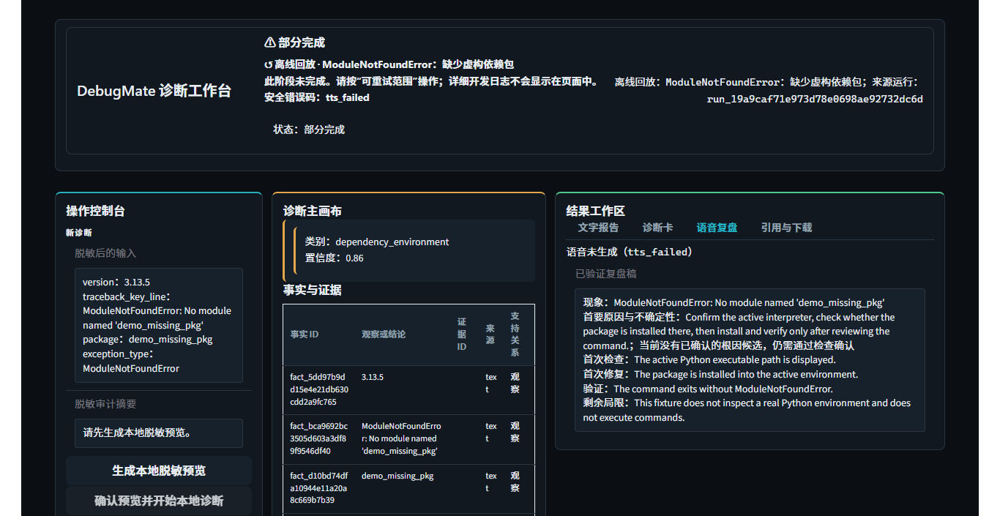 DebugMate 诊断工作台
⚠ 部分完成
↺ 离线回放 · ModuleNotFoundError：缺少虚构依赖包
此阶段未完成。请按“可重试范围”操作；详细开发日志不会显示在页面中。
安全错误码：tts_failed
状态：部分完成
离线回放：ModuleNotFoundError：缺少虚构依赖包；来源运行：
run_19a9caf71e973d78e0698ae92732dc6d
操作控制台
新诊断
脱敏后的输入
version：3.13.5
traceback_key_line：
ModuleNotFoundError: No module
named 'demo_missing_pkg'
package：demo_missing_pkg
exception_type：
ModuleNotFoundError
脱敏审计摘要
请先生成本地脱敏预览。
生成本地脱敏预览
确认预览并开始本地诊断
诊断主画布
类别：dependency_environment
置信度：0.86
事实与证据
事实 ID 观察或结论 证据 ID 来源 支持关系
fact_5dd97b9d 3.13.5 tex 观
d15e4e21db630 t 察
cdd2a9fc765
fact_bca9692bc ModuleNotFoundErro tex 观
3505d603a3df8 r: No module named t 察
9f9546df40 'demo_missing_pkg'
fact_d10bd74df demo_missing_pkg tex 观
a10944e11a20a t 察
8c669b7b39
结果工作区
文字报告 诊断卡 语音复盘 引用与下载
语音未生成（tts_failed）
已验证复盘稿
现象：ModuleNotFoundError: No module named 'demo_missing_pkg'
首要原因与不确定性：Confirm the active interpreter, check whether the
package is installed there, then install and verify only after reviewing the
command.；当前没有已确认的根因候选，仍需通过检查确认
首次检查：The active Python executable path is displayed.
首次修复：The package is installed into the active environment.
验证：The command exits without ModuleNotFoundError.
剩余局限：This fixture does not inspect a real Python environment and does
not execute commands.